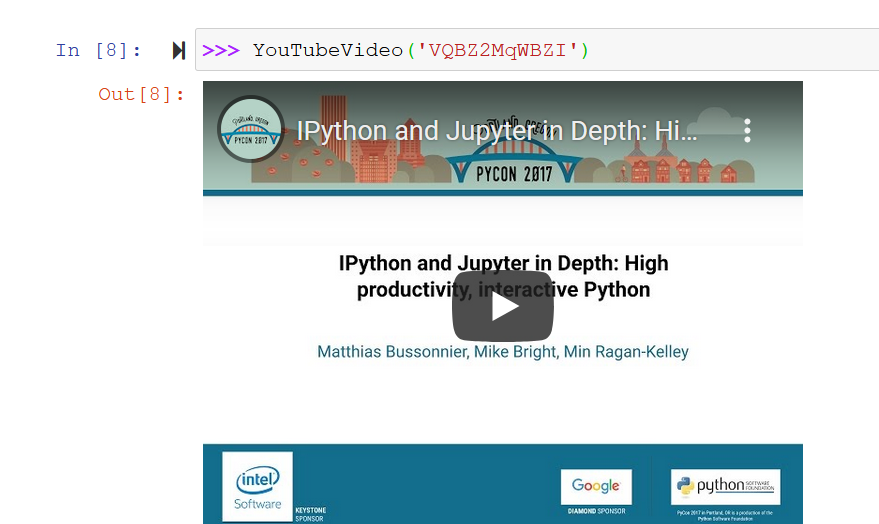 In [8]: >>> YouTubeVideo('VQBZ2MqWBZI')
Out[8]:
PORTLAND OREGON
PYCON 2017
IPython and Jupyter in Depth: Hi...
PORTLAND OREGON
PYCON 2017
IPython and Jupyter in Depth: High
productivity, interactive Python
Matthias Bussonnier, Mike Bright, Min Ragan-Kelley
intel
Software
KEYSTONE
SPONSOR
Google
DIAMOND SPONSOR
python SOFTWARE
FOUNDATION
PyCon 2017 in Portland, OR is a production of the
Python Software Foundation